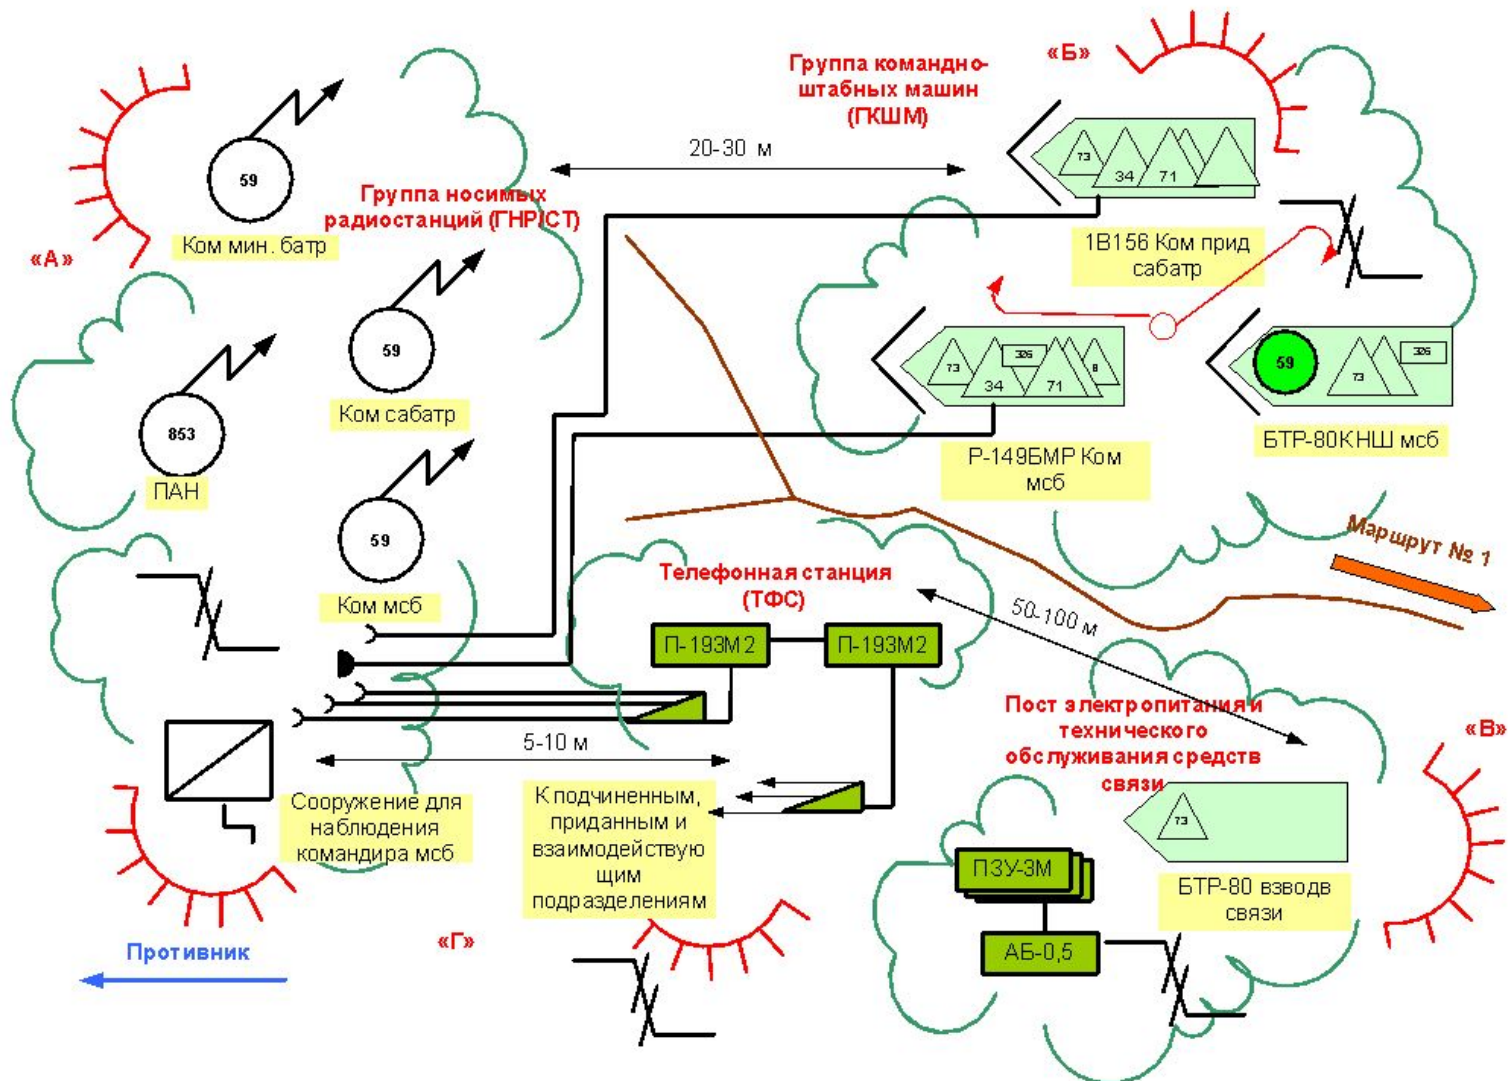 «Б»
Группа командно-
штабных машин
(ГКШМ)
73
34
71
20-30 м
59
Ком мин. батр
«А»
Группа носимых
радиостанций (ГНР/СТ)
1В156 Ком прид
сабатр
59
Ком сабатр
73
34
326
71
8
59
73
326
853
ПАН
Р-149БМР Ком
мсб
БТР-80КНШ мсб
59
Ком мсб
Маршрут № 1
Телефонная станция
(ТФС)
50-100 м
П-193М2
П-193М2
Пост электропитания и
технического
обслуживания средств
связи
«В»
5-10 м
Сооружение для
наблюдения
командира мсб
К подчиненным,
приданным и
взаимодействую
щим
подразделениям
73
БТР-80 взводв
связи
ПЗУ-3М
АБ-0,5
«Г»
Противник